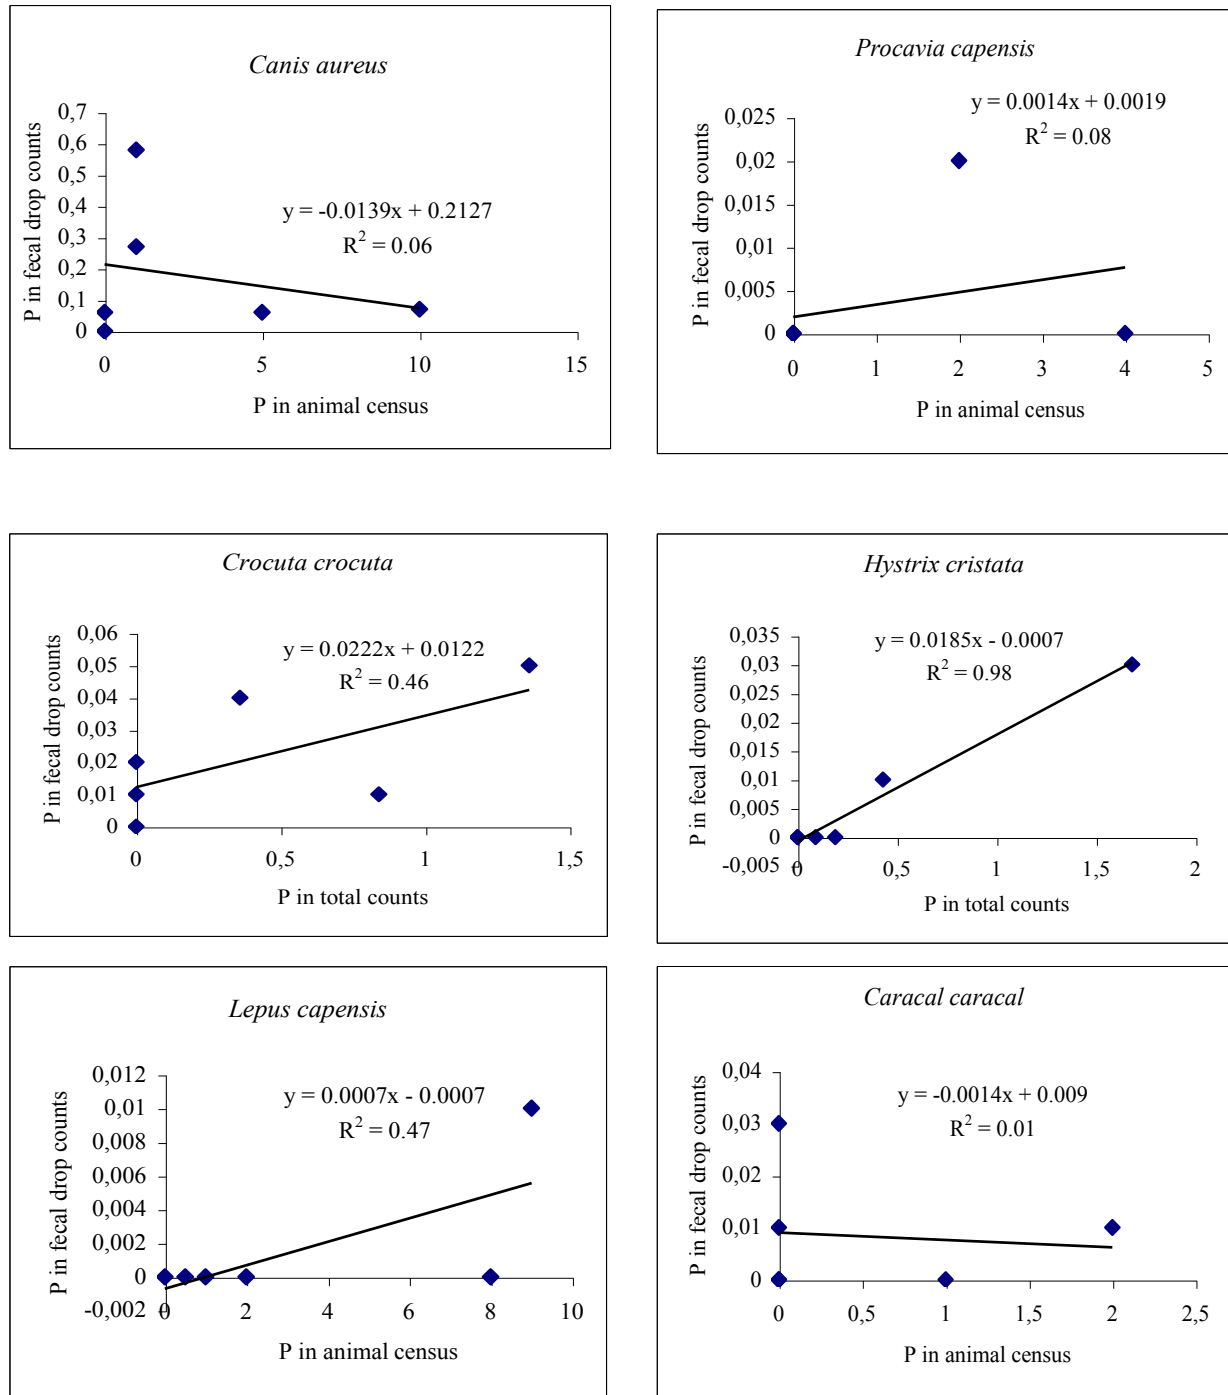 Canis aureus
0,7
0,6
0,5
0,4
0,3
0,2
0,1
0
P in fecal drop counts
y = -0.0139x + 0.2127
R² = 0.06
0 5 10 15
P in animal census
Procavia capensis
0,025
0,02
0,015
0,01
0,005
0
P in fecal drop counts
y = 0.0014x + 0.0019
R² = 0.08
0 1 2 3 4 5
P in animal census
Crocuta crocuta
0,06
0,05
0,04
0,03
0,02
0,01
0
P in fecal drop counts
y = 0.0222x + 0.0122
R² = 0.46
0 0,5 1 1,5
P in total counts
Hystrix cristata
0,035
0,03
0,025
0,02
0,015
0,01
0,005
0
-0,005
P in fecal drop counts
y = 0.0185x - 0.0007
R² = 0.98
0 0,5 1 1,5 2
P in total counts
Lepus capensis
0,012
0,01
0,008
0,006
0,004
0,002
0
-0,002
P in fecal drop counts
y = 0.0007x - 0.0007
R² = 0.47
0 2 4 6 8 10
P in animal census
Caracal caracal
0,04
0,03
0,02
0,01
0
P in fecal drop counts
y = -0.0014x + 0.009
R² = 0.01
0 0,5 1 1,5 2 2,5
P in animal census